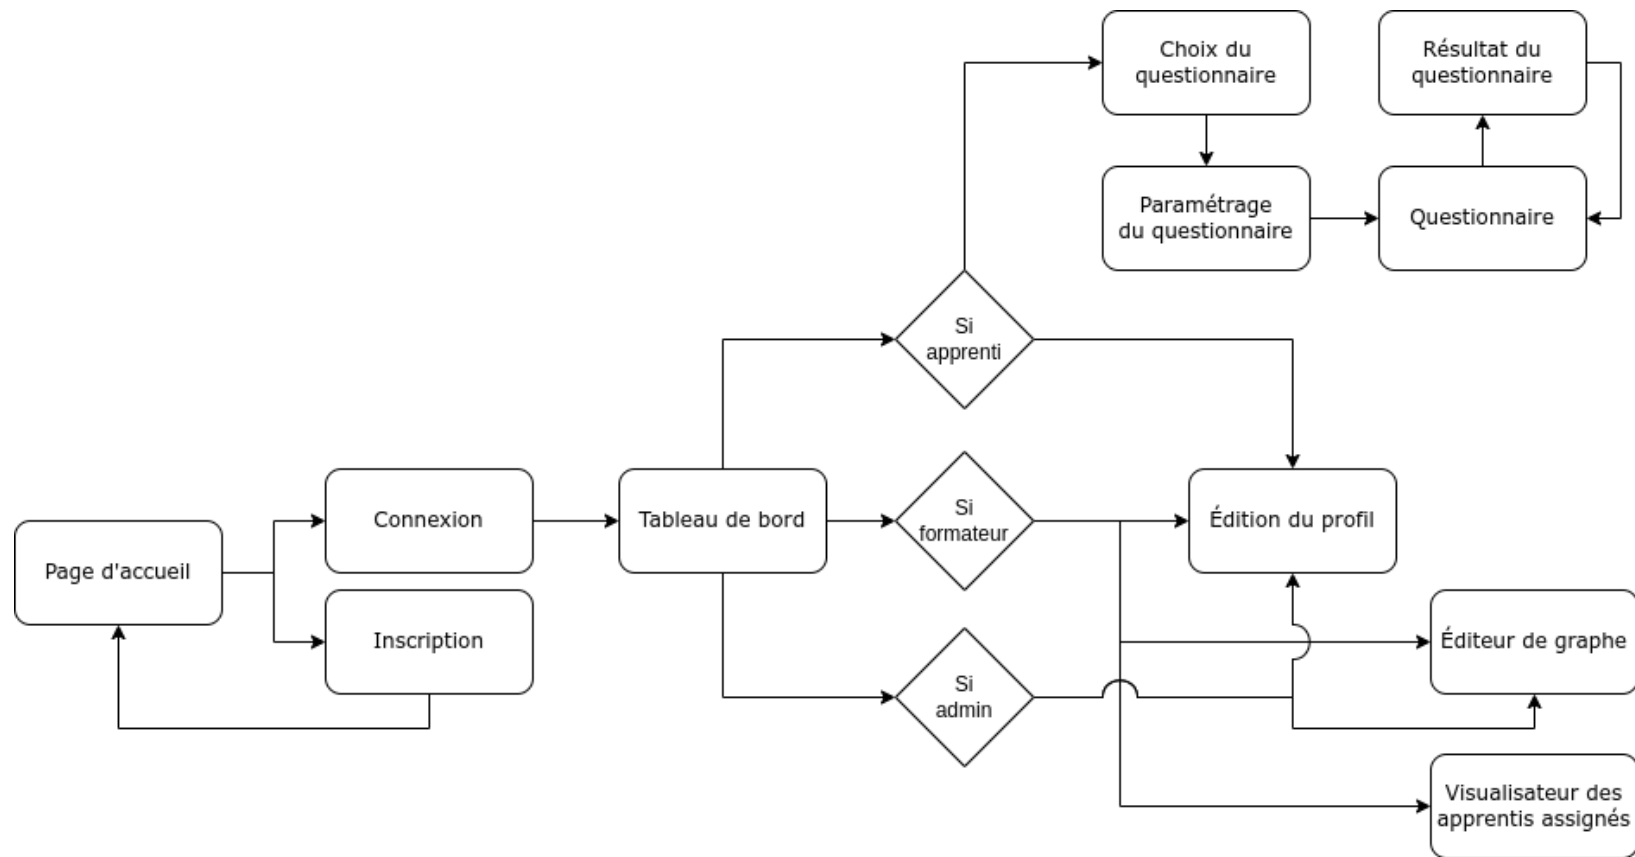 Choix du
questionnaire
Résultat du
questionnaire
Paramétrage
du questionnaire
Questionnaire
Si
apprenti
Page d'accueil
Connexion
Inscription
Tableau de bord
Si
formateur
Édition du profil
Si
admin
Éditeur de graphe
Visualisateur des
apprentis assignés